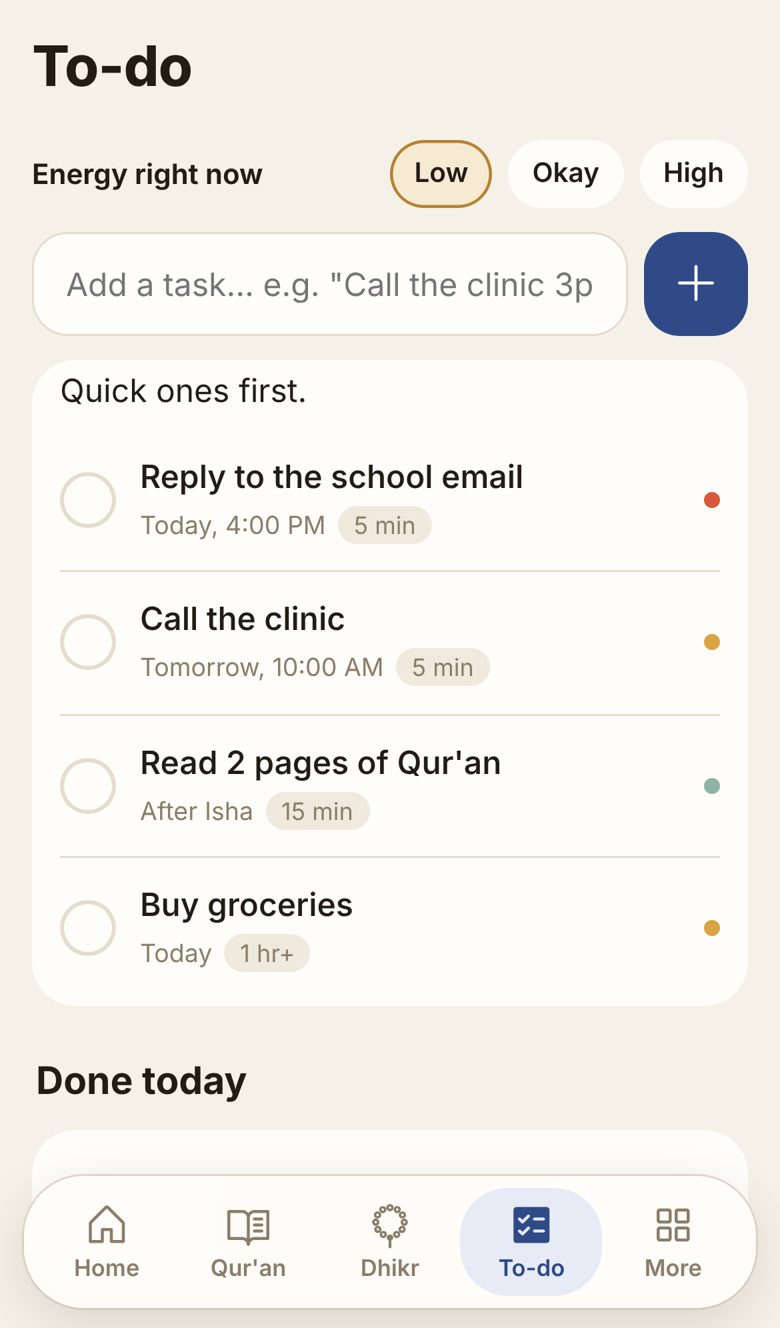 To-do
Energy right now
Low
Okay
High
Add a task... e.g. "Call the clinic 3p
Quick ones first.
Reply to the school email
Today, 4:00 PM 5 min
Call the clinic
Tomorrow, 10:00 AM 5 min
Read 2 pages of Qur'an
After Isha 15 min
Buy groceries
Today 1 hr+
Done today
Home
Qur'an
Dhikr
To-do
More